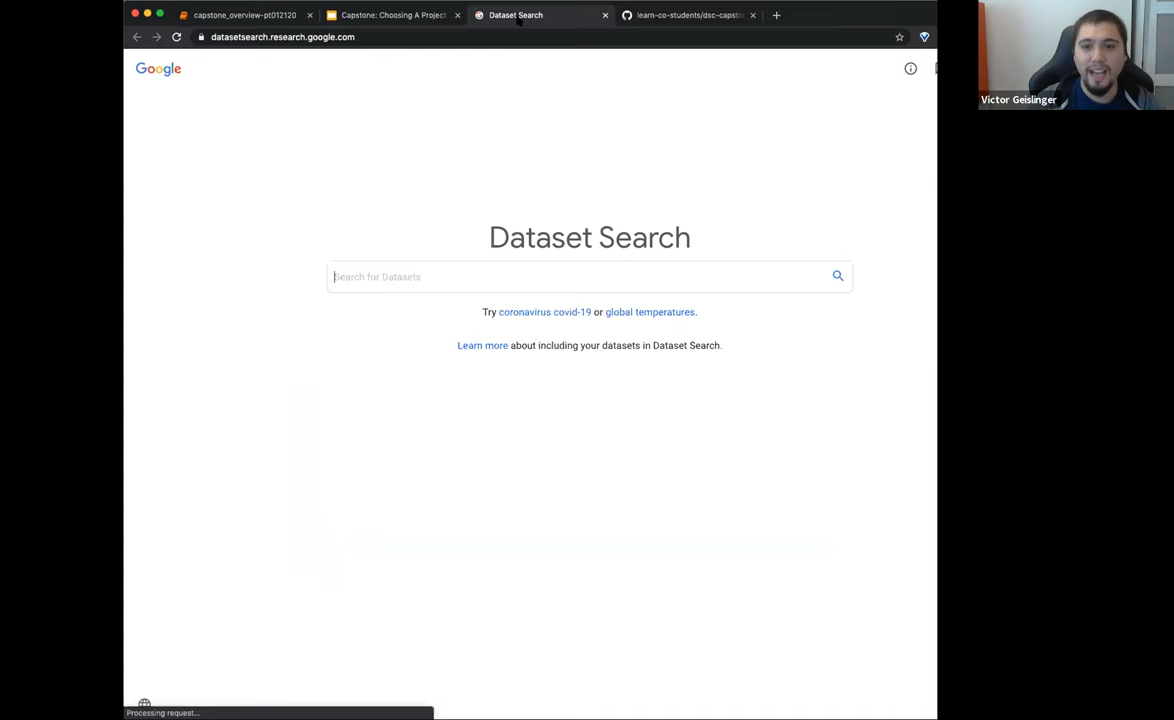 capstone_overview-pt012120
Capstone: Choosing A Project
Dataset Search
learn-co-students/dsc-capsto
datasetsearch.research.google.com
Victor Geislinger
Google
Dataset Search
Search for Datasets
Try coronavirus covid-19 or global temperatures.
Learn more about including your datasets in Dataset Search.
Processing request...